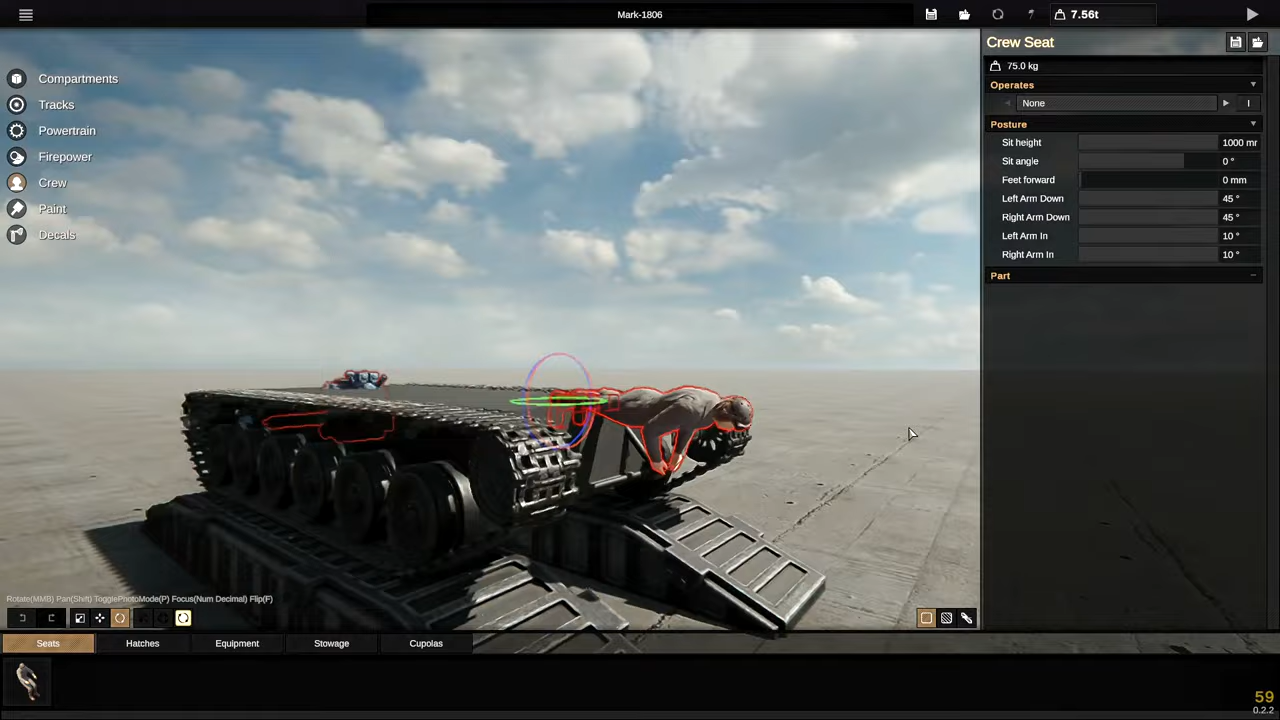 Mark-1806
7.56t
Compartments
Tracks
Powertrain
Firepower
Crew
Paint
Decals
Crew Seat
75.0 kg
Operates
None
I
Posture
Sit height 1000 mr
Sit angle 0 °
Feet forward 0 mm
Left Arm Down 45 °
Right Arm Down 45 °
Left Arm In 10 °
Right Arm In 10 °
Part
Rotate(MMB) Pan(Shift) TogglePhotoMode(P) Focus(Num Decimal) Flip(F)
Seats
Hatches
Equipment
Stowage
Cupolas
59
0.2.2